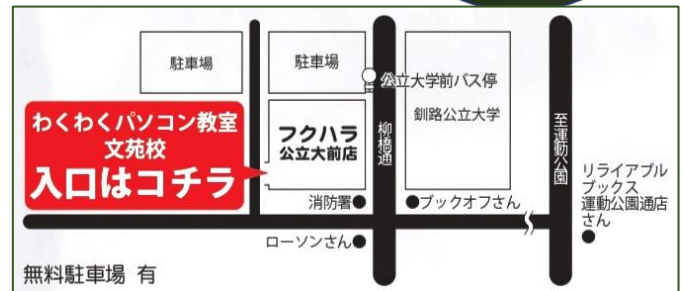 駐車場
駐車場
公立大学前バス停
わくわくパソコン教室
文苑校
入口はコチラ
フクハラ
公立大前店
柳橋通
釧路公立大学
至運動公園
リライアブル
ブックス
運動公園通店
さん
消防署
ブックオフさん
ローソンさん
無料駐車場 有